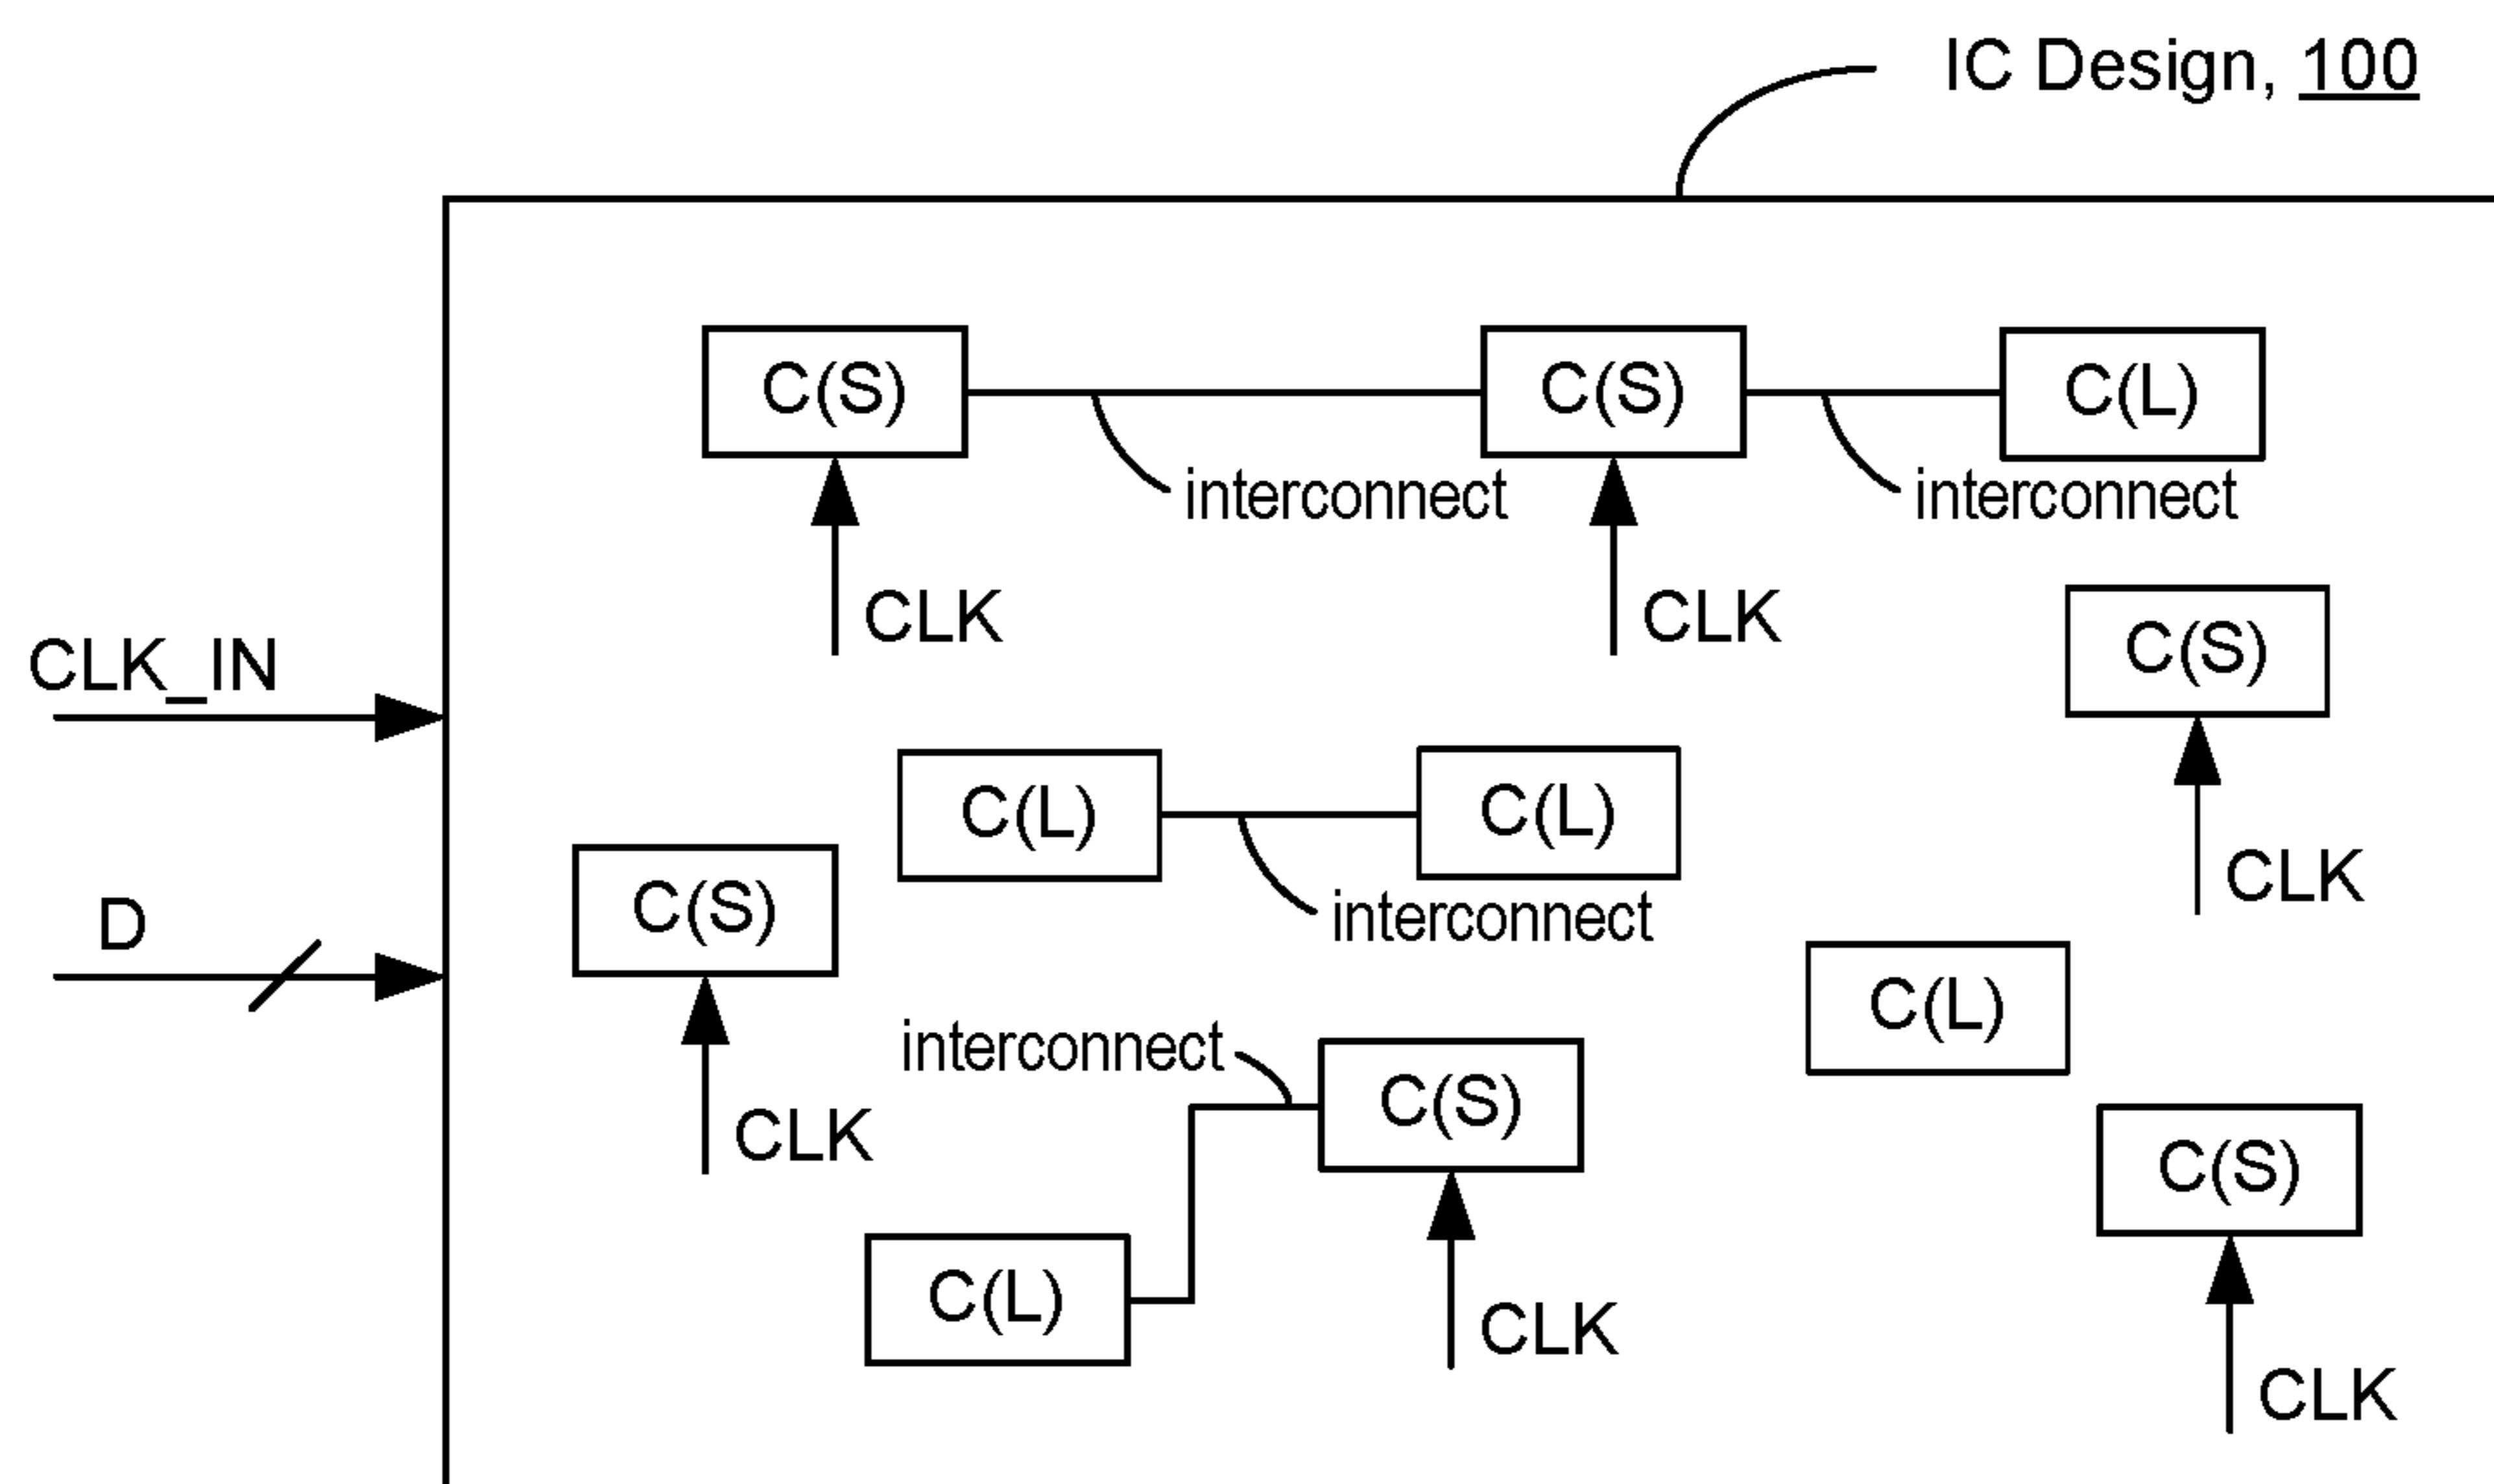 IC Design, 100
C(S)
C(S)
C(L)
interconnect
interconnect
CLK
CLK
CLK_IN
C(S)
C(L)
C(L)
CLK
C(S)
interconnect
D
C(L)
interconnect
C(S)
CLK
C(S)
C(L)
CLK
CLK